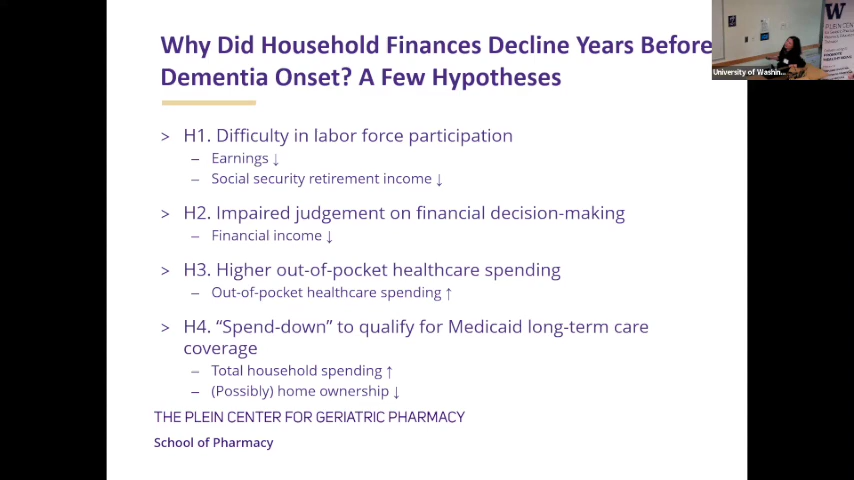 Why Did Household Finances Decline Years Before
Dementia Onset? A Few Hypotheses
> H1. Difficulty in labor force participation
– Earnings ↓
– Social security retirement income ↓
> H2. Impaired judgement on financial decision-making
– Financial income ↓
> H3. Higher out-of-pocket healthcare spending
– Out-of-pocket healthcare spending ↑
> H4. “Spend-down” to qualify for Medicaid long-term care
coverage
– Total household spending ↑
– (Possibly) home ownership ↓
THE PLEIN CENTER FOR GERIATRIC PHARMACY
School of Pharmacy
University of Washin...
W